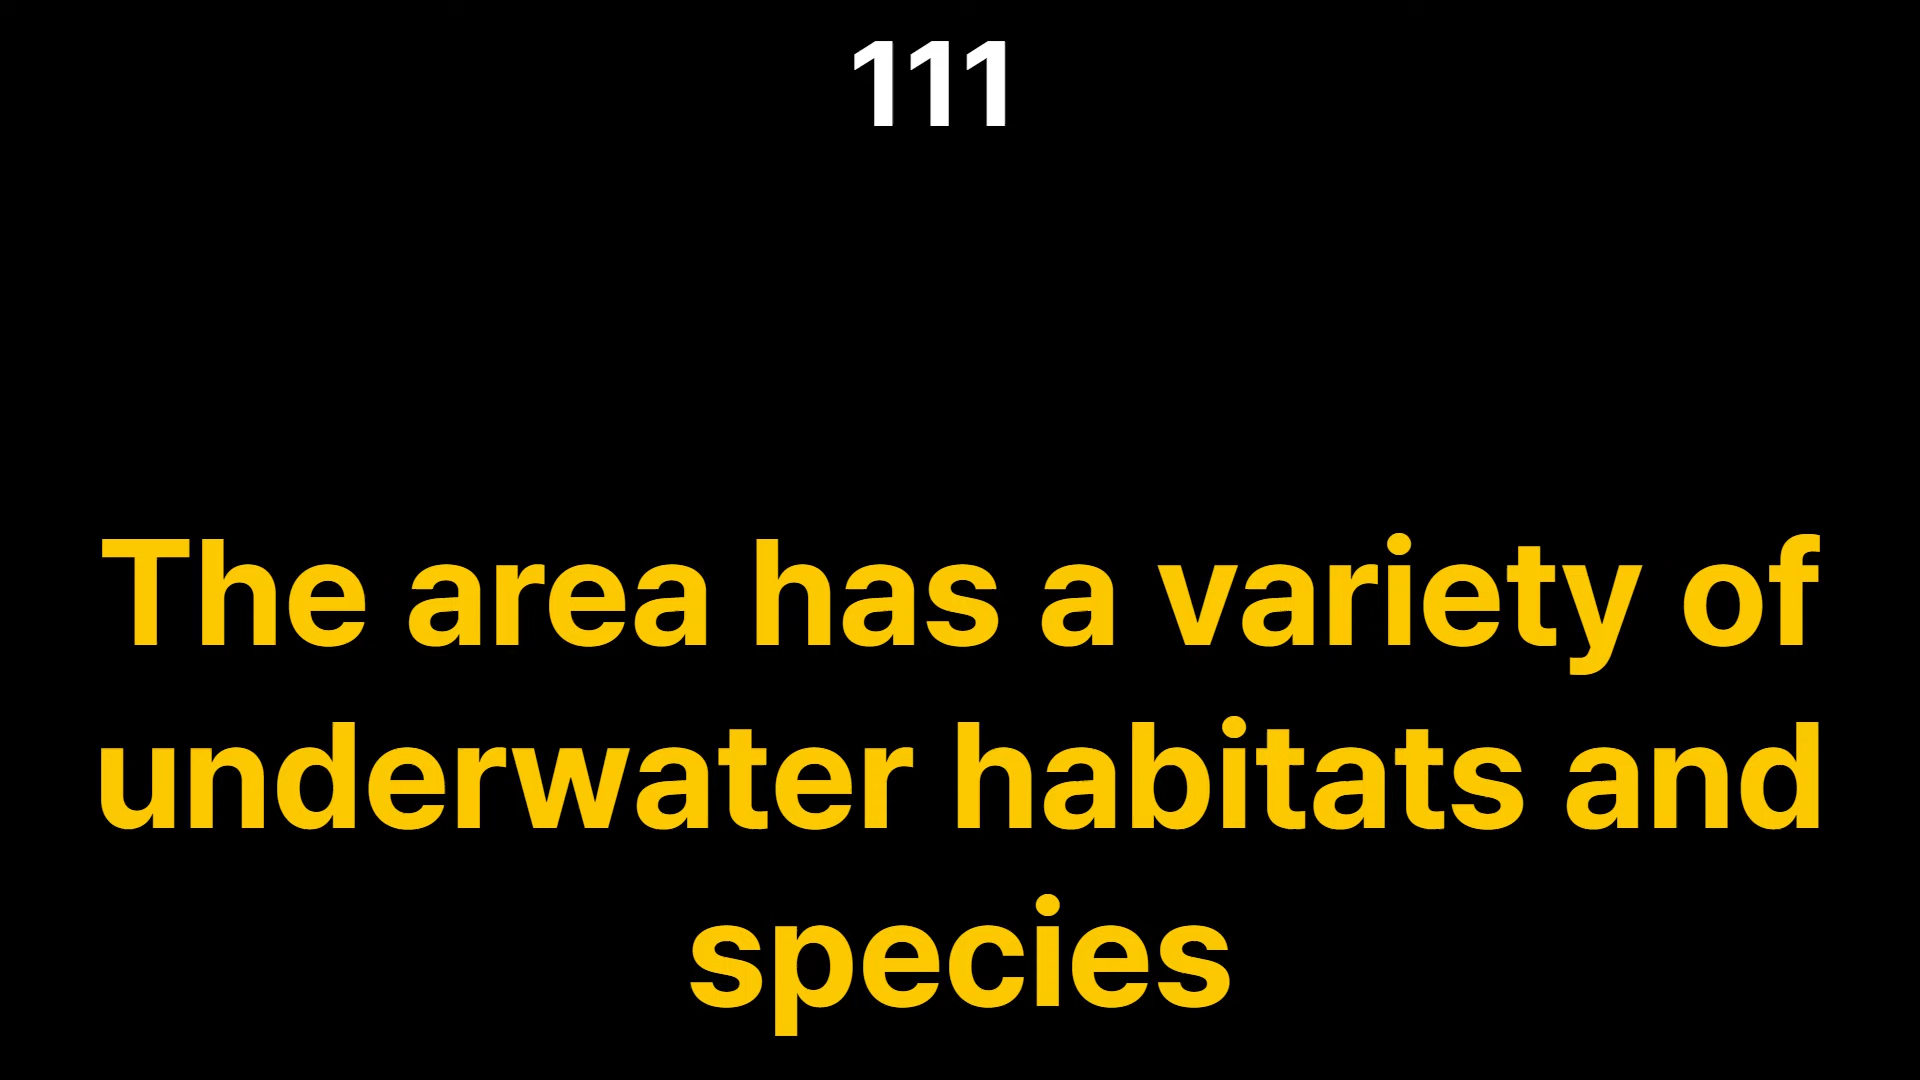 111
The area has a variety of
underwater habitats and
species